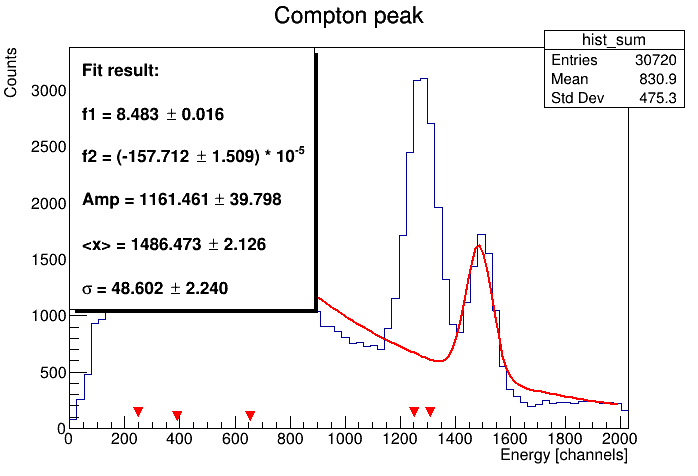 Compton peak
hist_sum
Entries 30720
Mean 830.9
Std Dev 475.3
Counts
Fit result:
f1 = 8.483 ± 0.016
f2 = (-157.712 ± 1.509) * 10⁻⁵
Amp = 1161.461 ± 39.798
<x> = 1486.473 ± 2.126
σ = 48.602 ± 2.240
3000
2500
2000
1500
1000
500
0
0 200 400 600 800 1000 1200 1400 1600 1800 2000
Energy [channels]